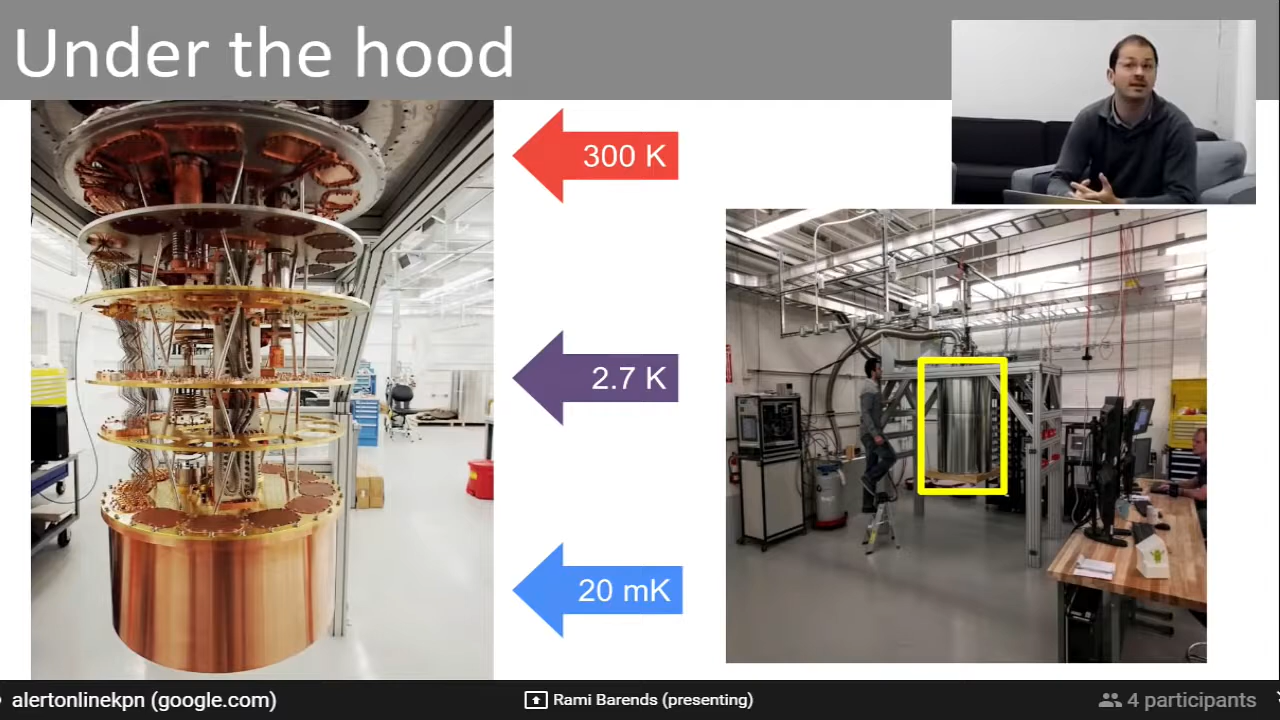 Under the hood
300 K
2.7 K
20 mK
alertonlinekpn (google.com)
Rami Barends (presenting)
4 participants